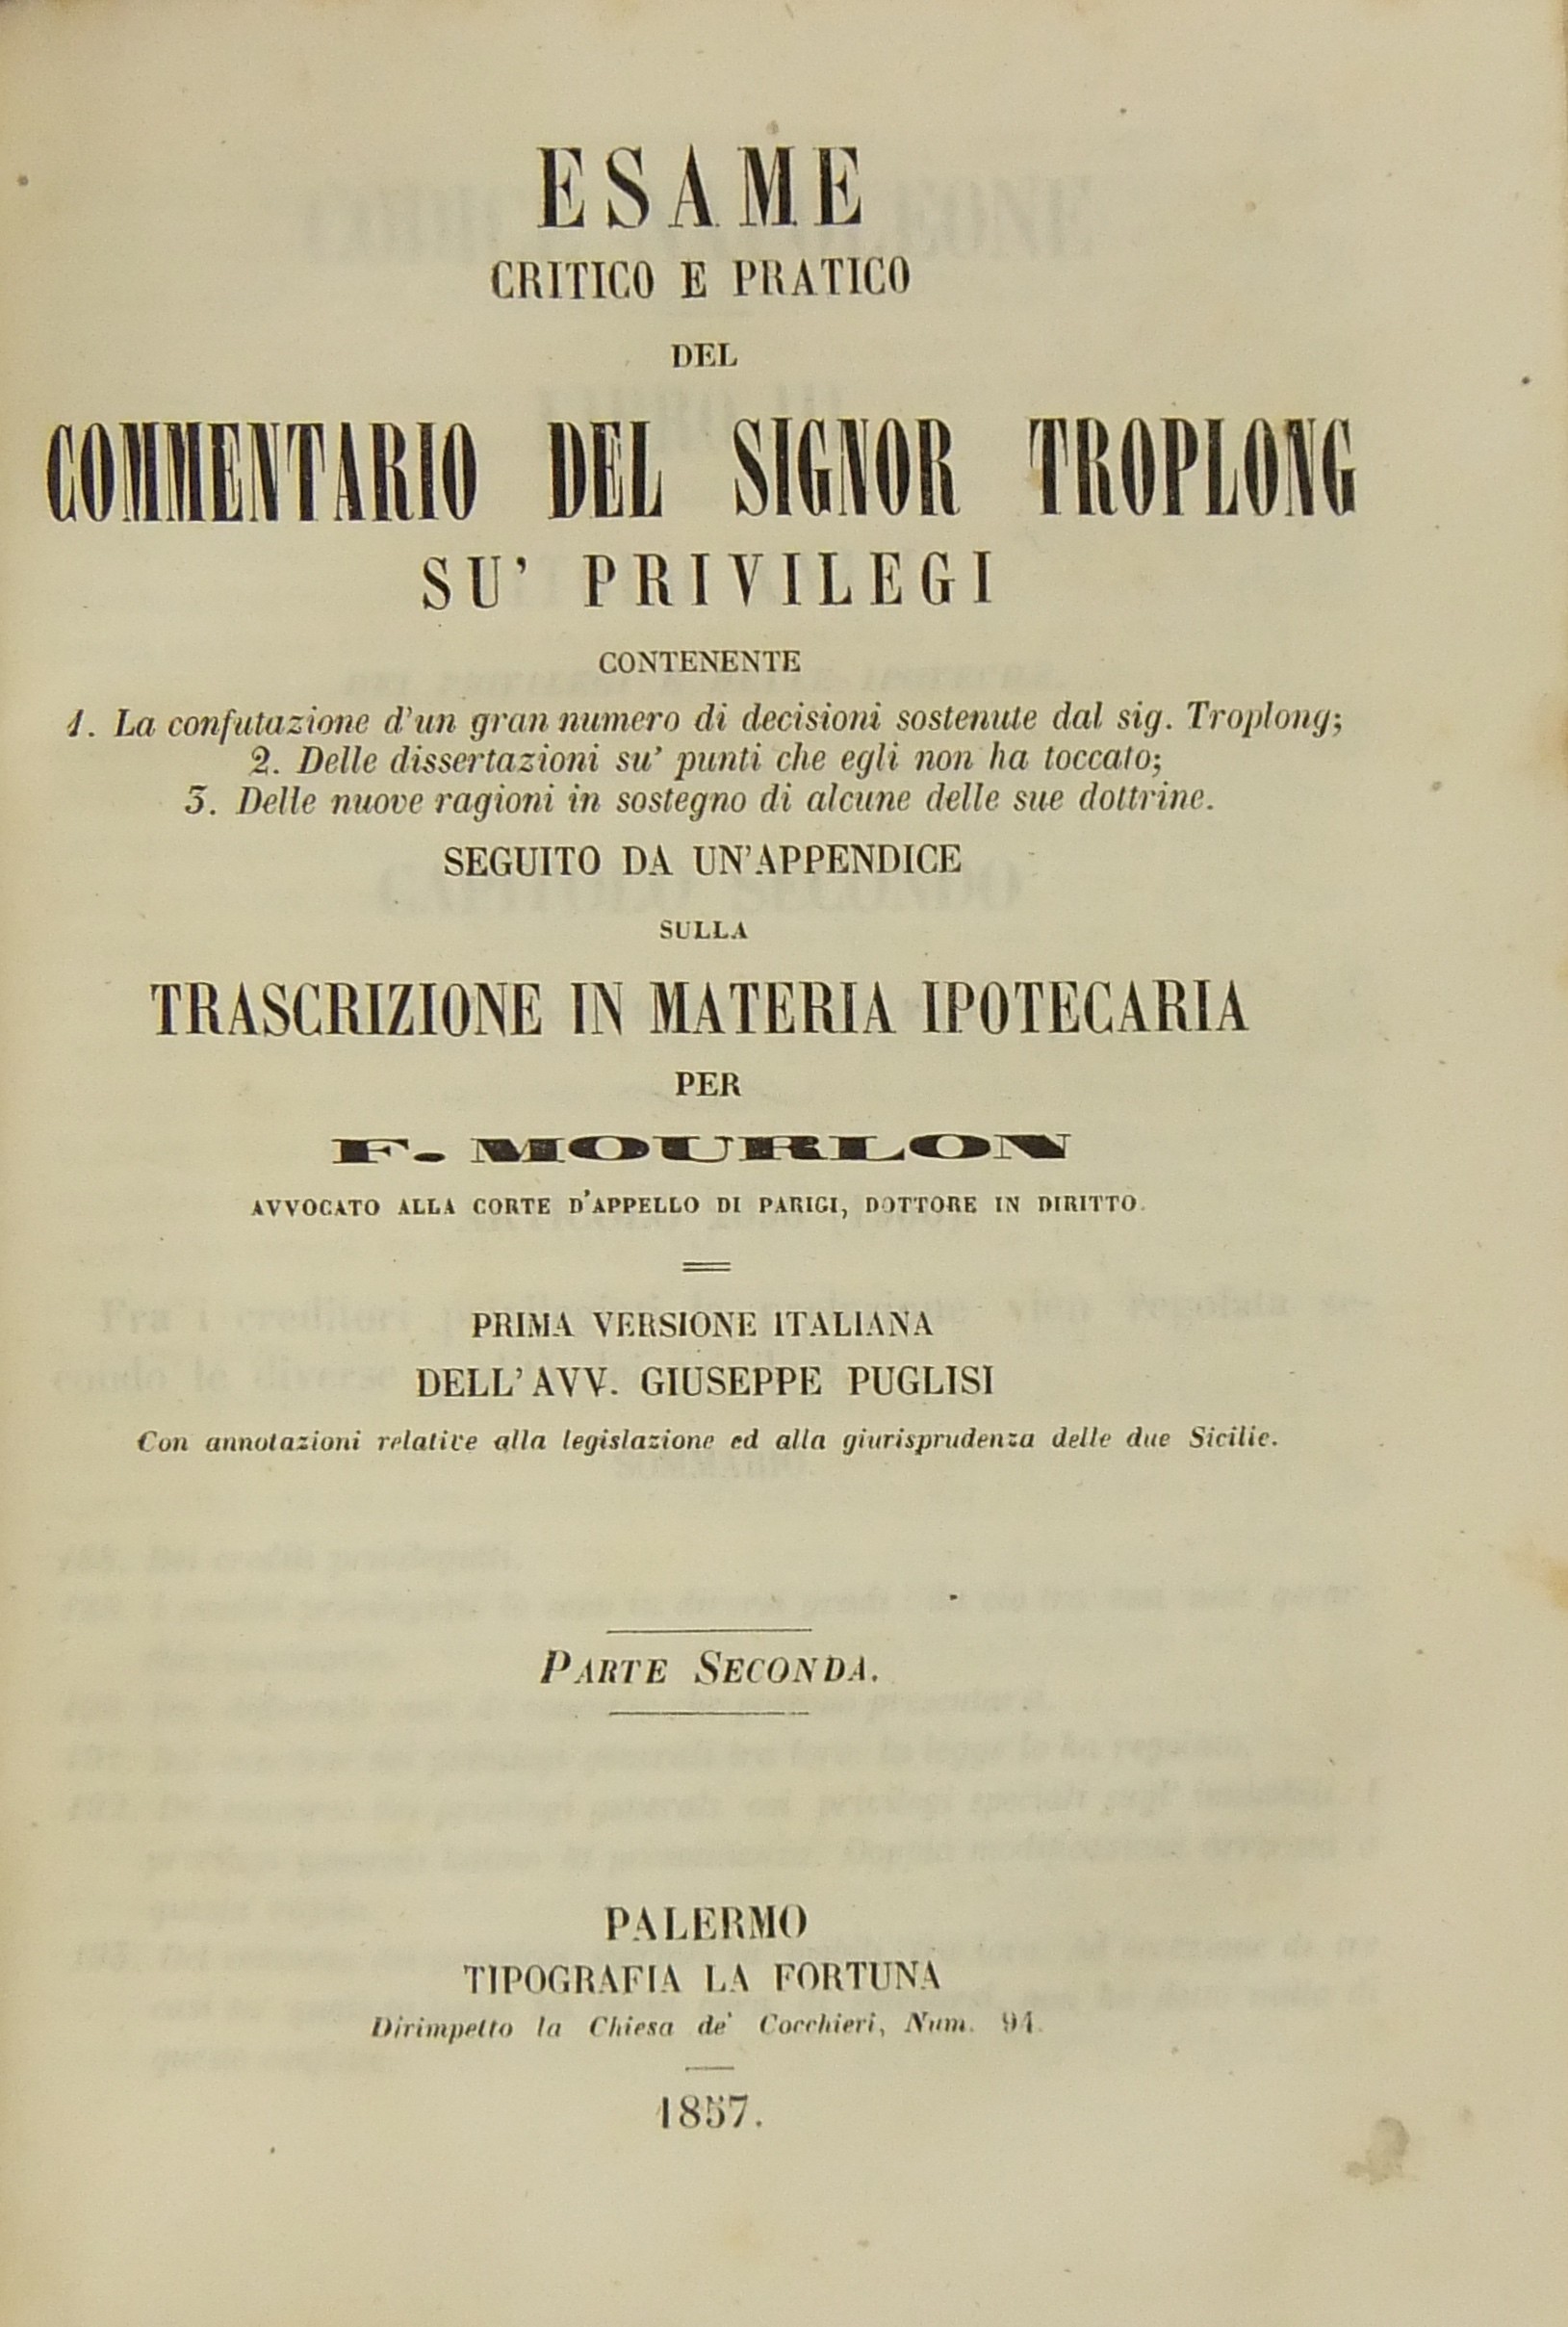 ESAME
CRITICO E PRATICO
DEL
COMMENTARIO DEL SIGNOR TROPLONG
SU' PRIVILEGI
CONTENENTE
1. La confutazione d'un gran numero di decisioni sostenute dal sig. Troplong;
2. Delle dissertazioni su' punti che egli non ha toccato;
3. Delle nuove ragioni in sostegno di alcune delle sue dottrine.
SEGUITO DA UN'APPENDICE
SULLA
TRASCRIZIONE IN MATERIA IPOTECARIA
PER
F. MOURLON
AVVOCATO ALLA CORTE D'APPELLO DI PARIGI, DOTTORE IN DIRITTO.
PRIMA VERSIONE ITALIANA
DELL'AVV. GIUSEPPE PUGLISI
Con annotazioni relative alla legislazione ed alla giurisprudenza delle due Sicilie.
PARTE SECONDA.
PALERMO
TIPOGRAFIA LA FORTUNA
Dirimpetto la Chiesa de' Cocchieri, Num. 94.
1857.